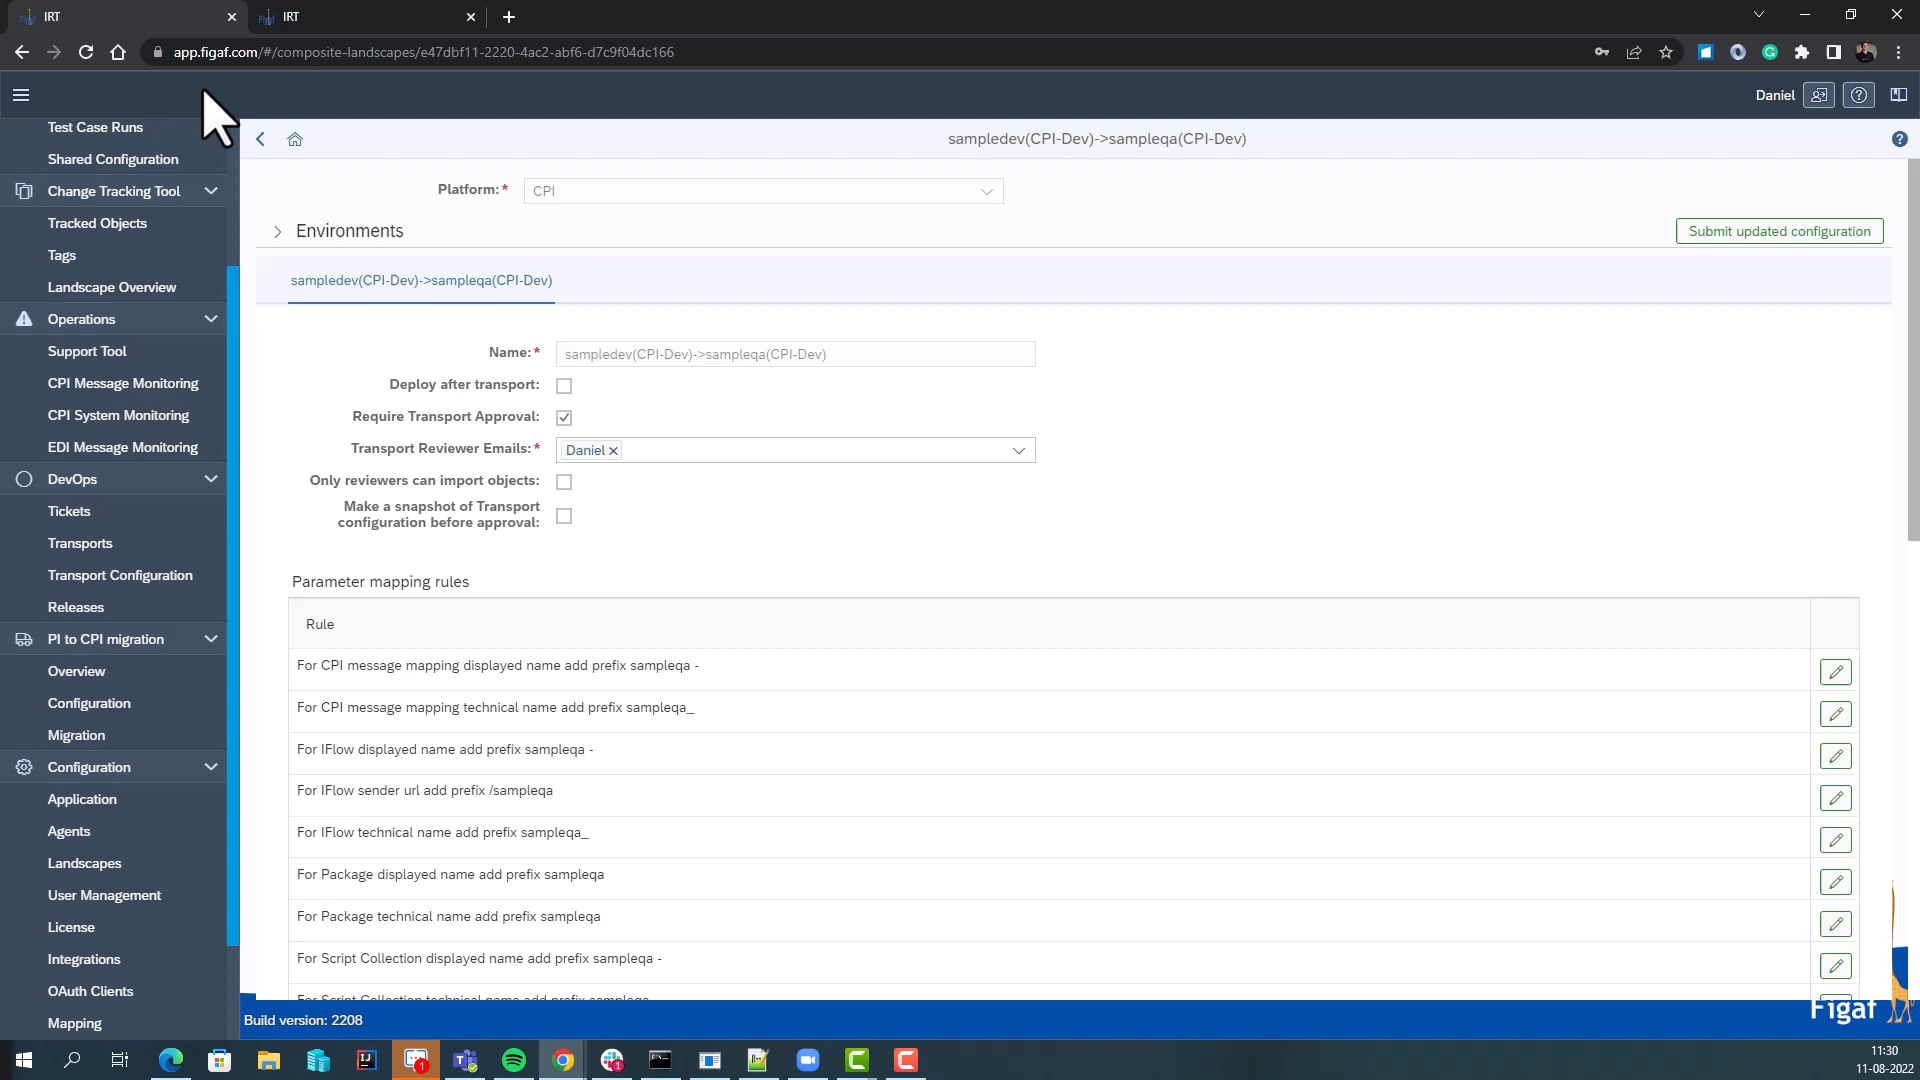 IRT
IRT
app.figaf.com/#/composite-landscapes/e47dbf11-2220-4ac2-abf6-d7c9f04dc166
Daniel
Test Case Runs
Shared Configuration
Change Tracking Tool
Tracked Objects
Tags
Landscape Overview
Operations
Support Tool
CPI Message Monitoring
CPI System Monitoring
EDI Message Monitoring
DevOps
Tickets
Transports
Transport Configuration
Releases
PI to CPI migration
Overview
Configuration
Migration
Configuration
Application
Agents
Landscapes
User Management
License
Integrations
OAuth Clients
Mapping
sampledev(CPI-Dev)->sampleqa(CPI-Dev)
Platform:* CPI
Environments
Submit updated configuration
sampledev(CPI-Dev)->sampleqa(CPI-Dev)
Name:* sampledev(CPI-Dev)->sampleqa(CPI-Dev)
Deploy after transport:
Require Transport Approval:
Transport Reviewer Emails:* Daniel
Only reviewers can import objects:
Make a snapshot of Transport
configuration before approval:
Parameter mapping rules
Rule
For CPI message mapping displayed name add prefix sampleqa -
For CPI message mapping technical name add prefix sampleqa_
For IFlow displayed name add prefix sampleqa -
For IFlow sender url add prefix /sampleqa
For IFlow technical name add prefix sampleqa_
For Package displayed name add prefix sampleqa
For Package technical name add prefix sampleqa
For Script Collection displayed name add prefix sampleqa -
For Script Collection technical name add prefix sampleqa
Figaf
Build version: 2208
11:30
11-08-2022